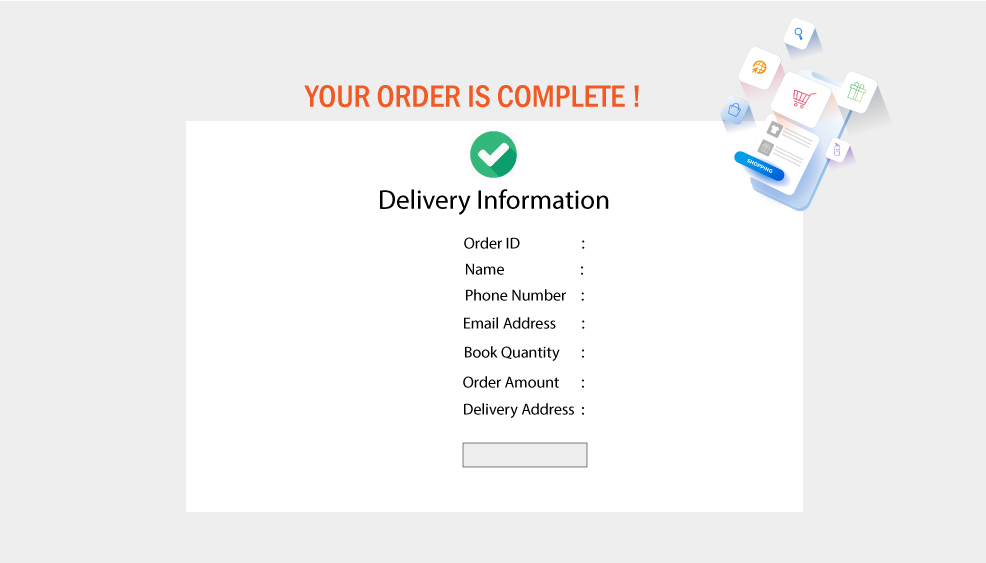 YOUR ORDER IS COMPLETE !
SHOPPING
Delivery Information
Order ID :
Name :
Phone Number :
Email Address :
Book Quantity :
Order Amount :
Delivery Address :